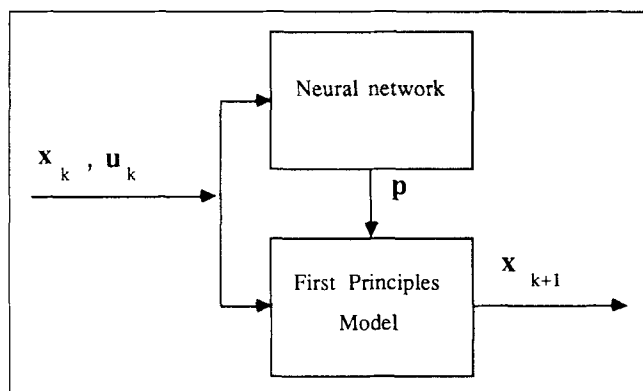 Neural network
x k , u k
p
First Principles
Model
x k+1